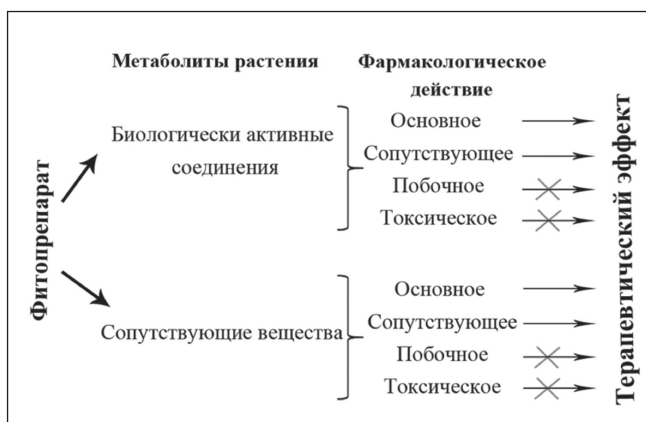 Метаболиты растения
Фармакологическое
действие
Фитопрепарат
Биологически активные
соединения
Основное
Сопутствующее
Побочное
Токсическое
Сопутствующие вещества
Основное
Сопутствующее
Побочное
Токсическое
Терапевтический эффект